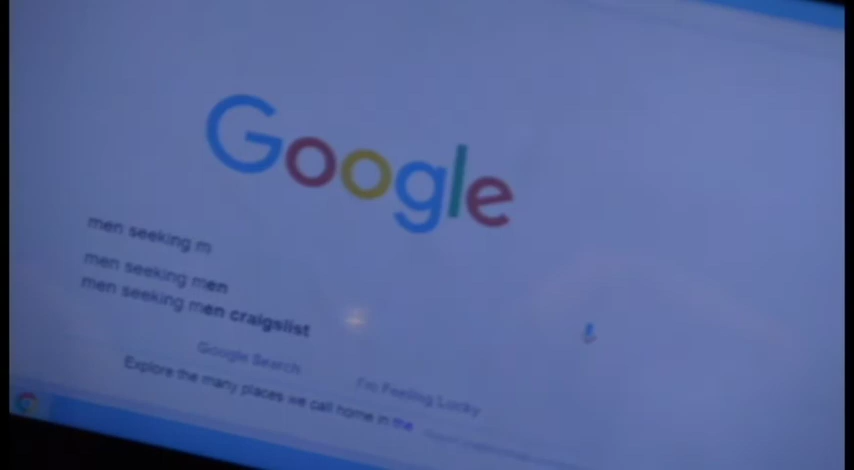 Google
men seeking m
men seeking men
men seeking men craigslist
Google Search
I'm Feeling Lucky
Explore the many places we call home in the